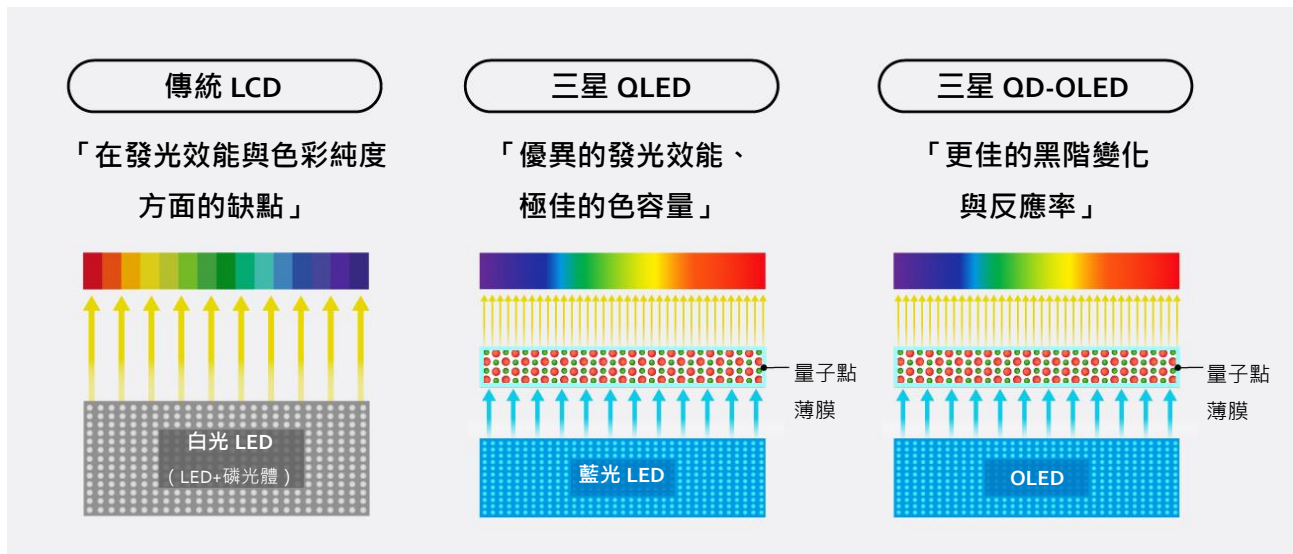 傳統 LCD
「在發光效能與色彩純度
方面的缺點」
白光 LED
(LED+磷光體)
三星 QLED
「優異的發光效能、
極佳的色容量」
量子點
薄膜
藍光 LED
三星 QD-OLED
「更佳的黑階變化
與反應率」
量子點
薄膜
OLED